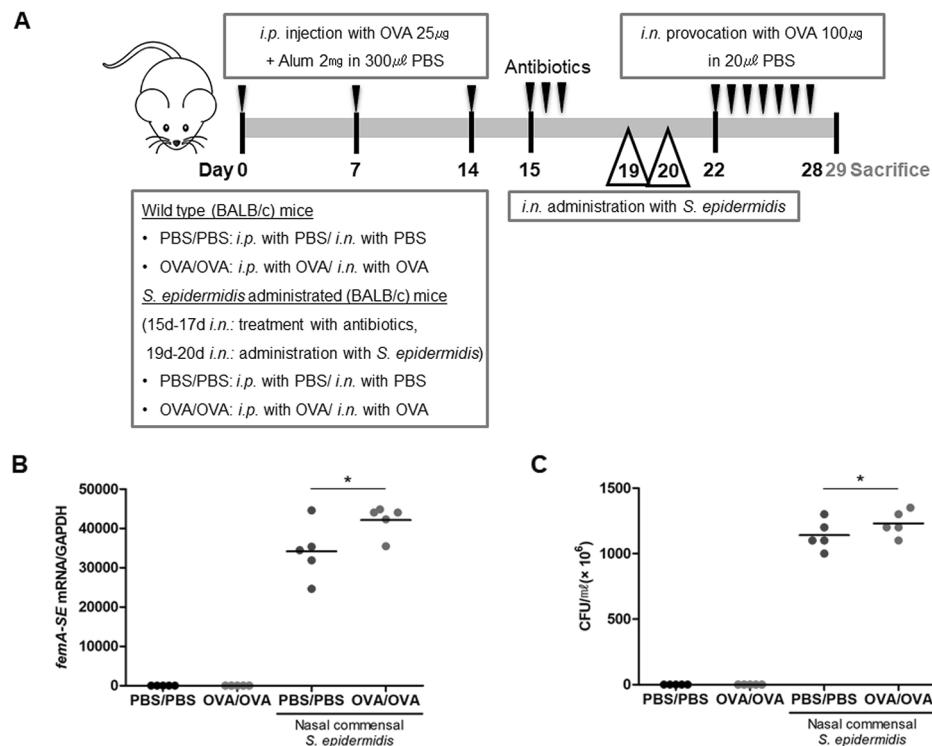 A
i.p. injection with OVA 25㎍
+ Alum 2㎎ in 300㎕ PBS
Antibiotics
i.n. provocation with OVA 100㎍
in 20㎕ PBS
Day 0 7 14 15 19 20 22 28 29 Sacrifice
i.n. administration with S. epidermidis
Wild type (BALB/c) mice
• PBS/PBS: i.p. with PBS/ i.n. with PBS
• OVA/OVA: i.p. with OVA/ i.n. with OVA
S. epidermidis administrated (BALB/c) mice
(15d-17d i.n.: treatment with antibiotics,
19d-20d i.n.: administration with S. epidermidis)
• PBS/PBS: i.p. with PBS/ i.n. with PBS
• OVA/OVA: i.p. with OVA/ i.n. with OVA
B
femA-SE mRNA/GAPDH
50000
40000
30000
20000
10000
0
*
PBS/PBS OVA/OVA PBS/PBS OVA/OVA
Nasal commensal
S. epidermidis
C
CFU/㎖(× 10⁶)
1500
1000
500
0
*
PBS/PBS OVA/OVA PBS/PBS OVA/OVA
Nasal commensal
S. epidermidis